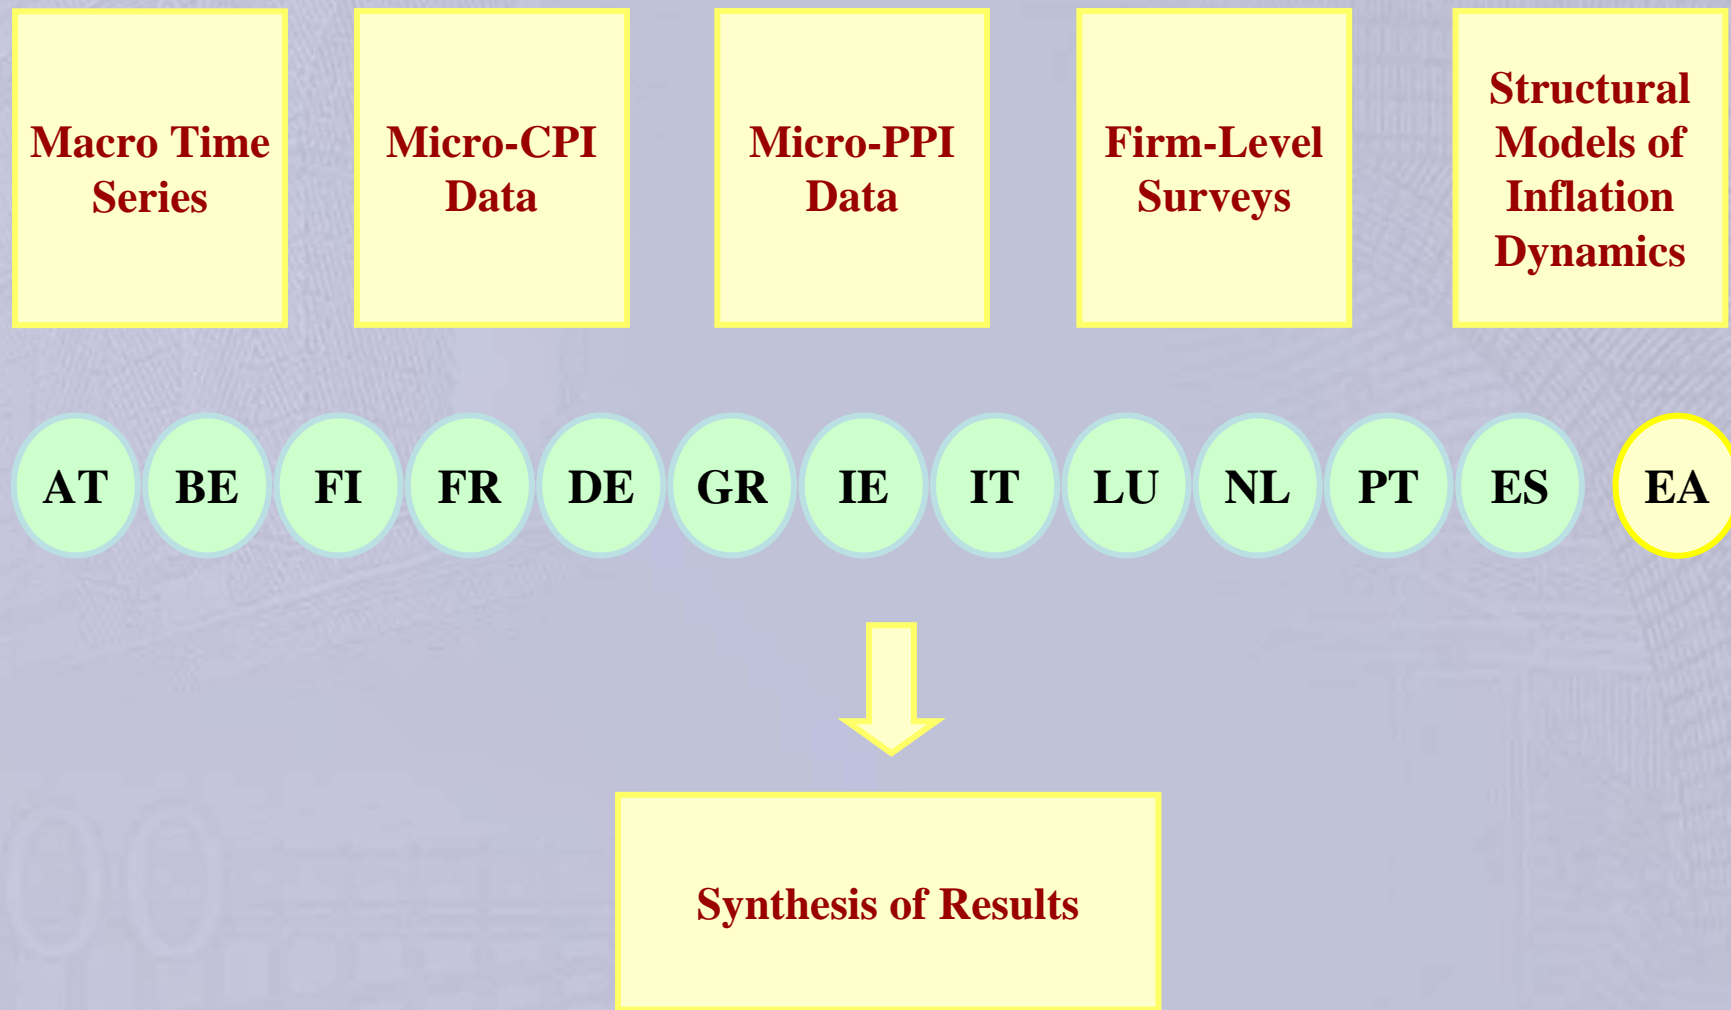 Macro Time
Series
Micro-CPI
Data
Micro-PPI
Data
Firm-Level
Surveys
Structural
Models of
Inflation
Dynamics
AT BE FI FR DE GR IE IT LU NL PT ES EA
Synthesis of Results